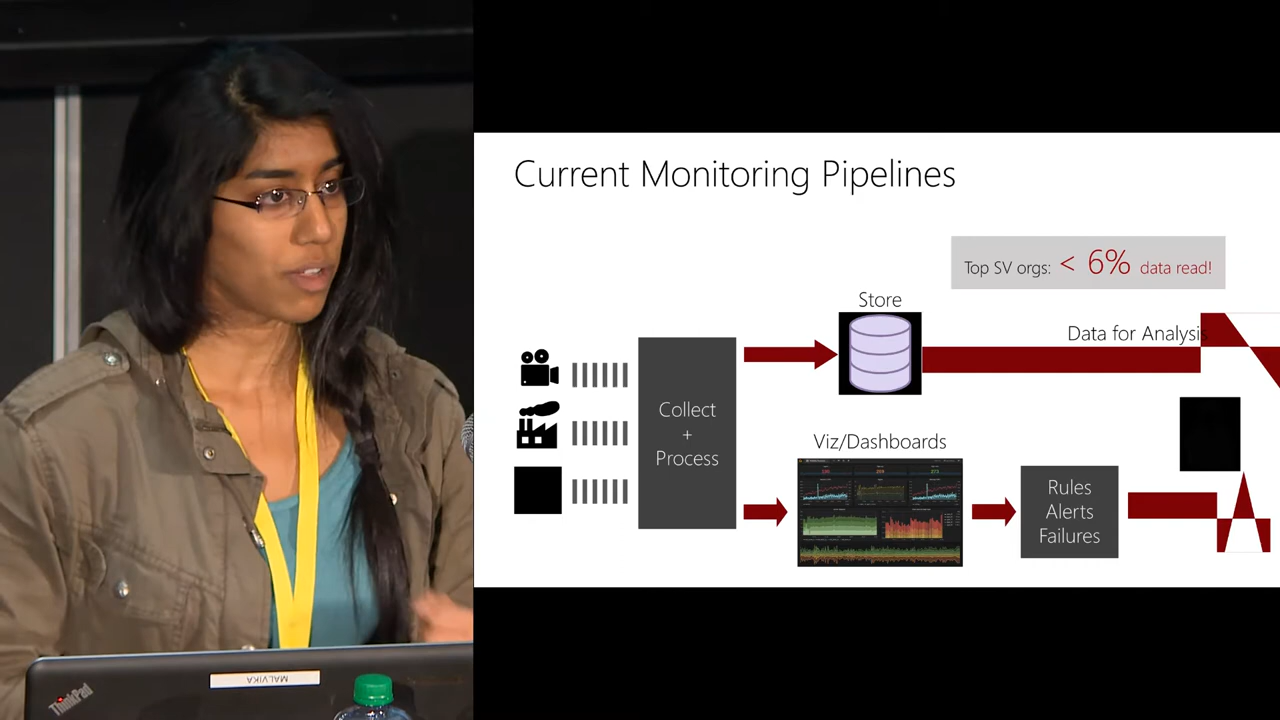 Current Monitoring Pipelines
Top SV orgs: < 6% data read!
Store
Data for Analysis
Collect
+
Process
Viz/Dashboards
Rules
Alerts
Failures
ThinkPad
MALVIKA